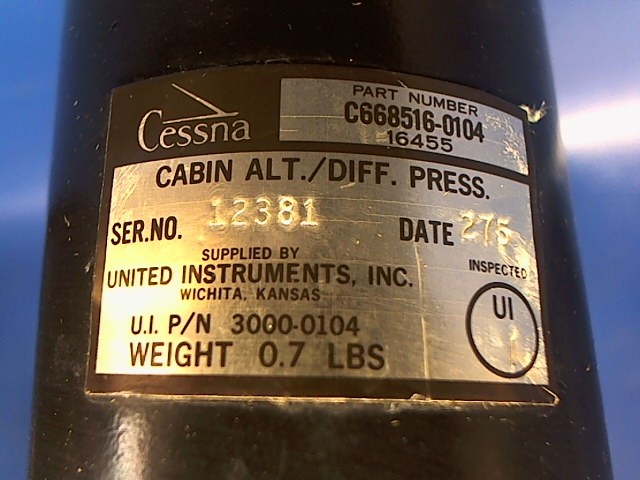 Cessna
PART NUMBER
C668516-0104
16455
CABIN ALT./DIFF. PRESS.
SER.NO. 12381 DATE 275
SUPPLIED BY
UNITED INSTRUMENTS, INC.
WICHITA, KANSAS
INSPECTED
UI
U.I. P/N 3000-0104
WEIGHT 0.7 LBS